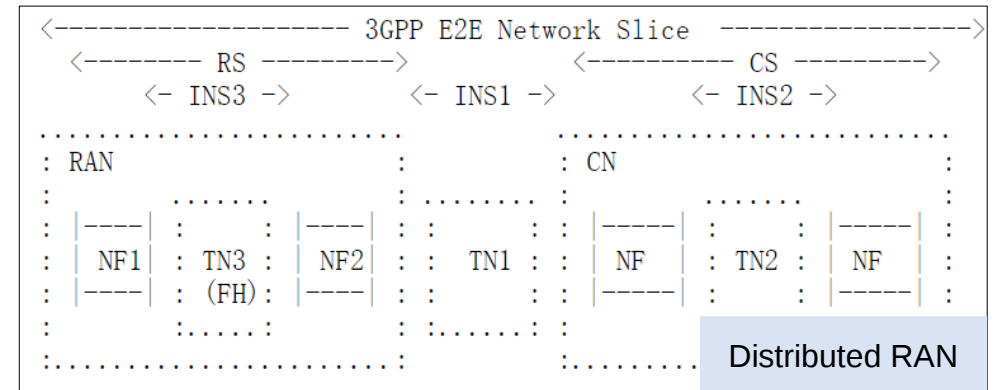 <-------------------- 3GPP E2E Network Slice ----------------->
<-------- RS --------->            <---------- CS --------->
<- INS3 ->        <- INS1 ->         <- INS2 ->
.........................          ...........................
: RAN                   :          : CN                      :
:        .......        : ........ :         .......         :
: |----| :     : |----| : :      : : |-----| :     : |-----| :
: | NF1| : TN3 : | NF2| : : TN1 : : | NF  | : TN2 : | NF  | :
: |----| : (FH): |----| : :      : : |-----| :     : |-----| :
:        :.....:        : :......: :
:.......................:          :.........
Distributed RAN